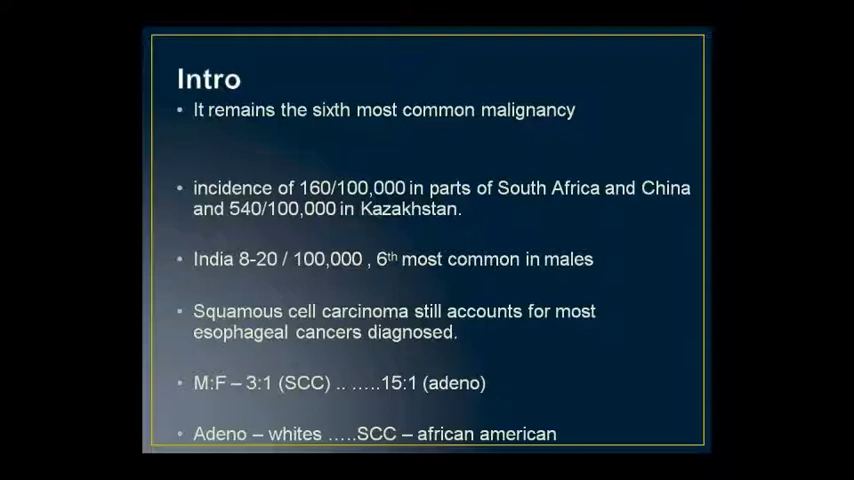 Intro
• It remains the sixth most common malignancy
• incidence of 160/100,000 in parts of South Africa and China
and 540/100,000 in Kazakhstan.
• India 8-20 / 100,000 , 6th most common in males
• Squamous cell carcinoma still accounts for most
esophageal cancers diagnosed.
• M:F – 3:1 (SCC) .. …..15:1 (adeno)
• Adeno – whites …..SCC – african american